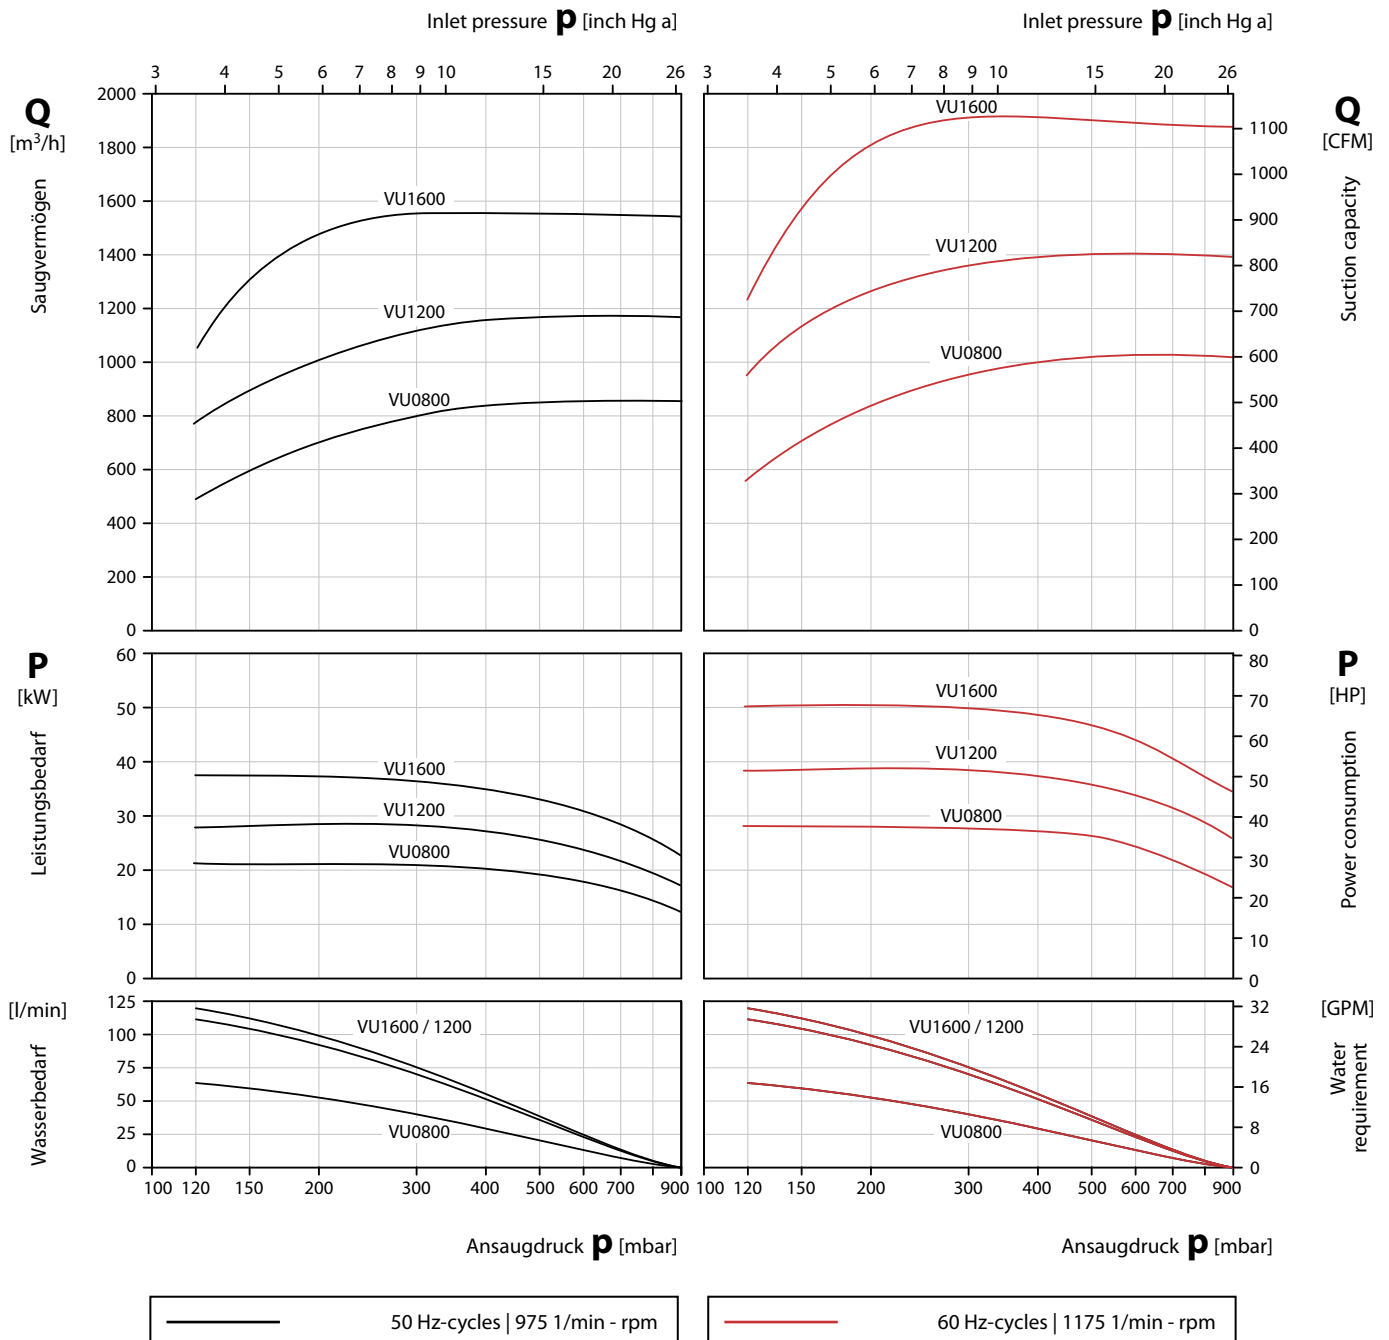 Inlet pressure p [inch Hg a]
Inlet pressure p [inch Hg a]
3 4 5 6 7 8 9 10 15 20 26
3 4 5 6 7 8 9 10 15 20 26
Q
[m³/h]
Saugvermögen
2000
1800
1600
1400
1200
1000
800
600
400
200
0
VU1600
VU1200
VU0800
VU1600
VU1200
VU0800
1100
1000
900
800
700
600
500
400
300
200
100
0
Q
[CFM]
Suction capacity
P
[kW]
Leistungsbedarf
60
50
40
30
20
10
0
VU1600
VU1200
VU0800
VU1600
VU1200
VU0800
80
70
60
50
40
30
20
10
0
P
[HP]
Power consumption
[l/min]
Wasserbedarf
125
100
75
50
25
0
VU1600 / 1200
VU0800
VU1600 / 1200
VU0800
32
24
16
8
0
[GPM]
Water
requirement
100 120 150 200 300 400 500 600 700 900
100 120 150 200 300 400 500 600 700 900
Ansaugdruck p [mbar]
Ansaugdruck p [mbar]
50 Hz-cycles | 975 1/min - rpm
60 Hz-cycles | 1175 1/min - rpm